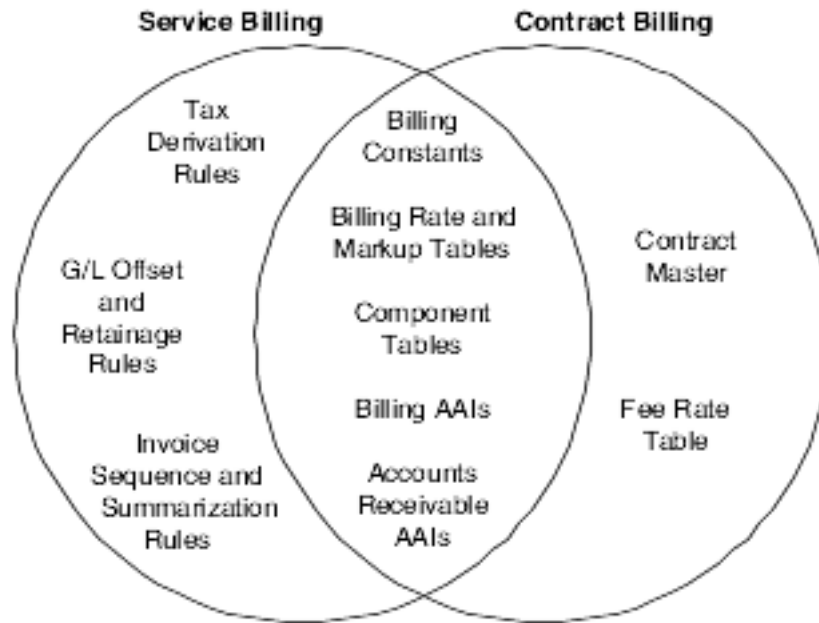 Service Billing
Contract Billing
Tax
Derivation
Rules
G/L Offset
and
Retainage
Rules
Invoice
Sequence and
Summarization
Rules
Billing
Constants
Billing Rate and
Markup Tables
Component
Tables
Billing AAIs
Accounts
Receivable
AAIs
Contract
Master
Fee Rate
Table